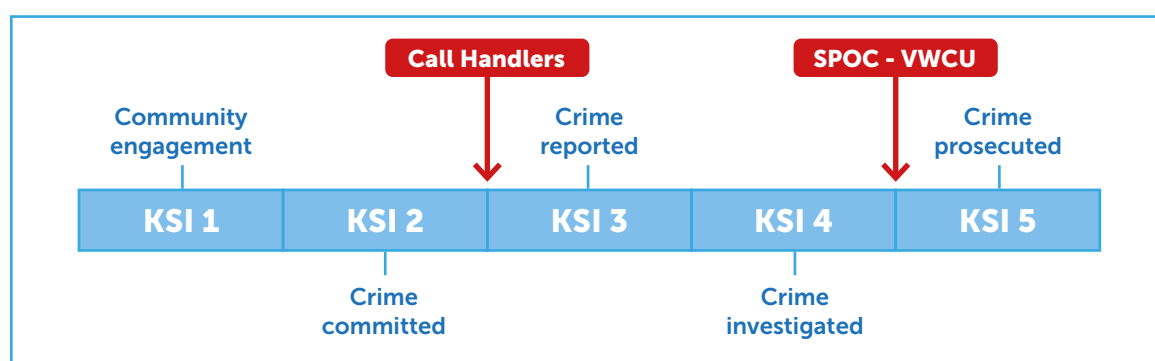 Call Handlers
SPOC - VWCU
Community
engagement
Crime
reported
Crime
prosecuted
KSI 1
KSI 2
KSI 3
KSI 4
KSI 5
Crime
committed
Crime
investigated